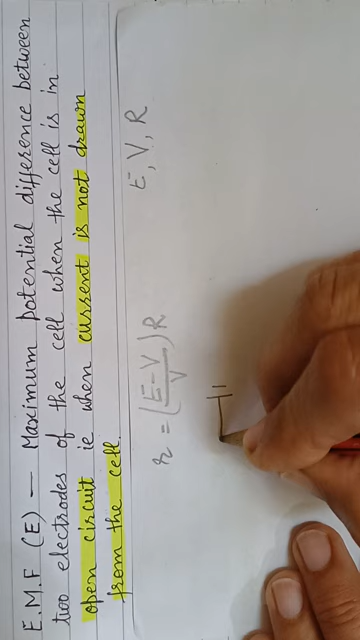 E.M.F (E) — Maximum potential difference between
two electrodes of the cell when the cell is in
open circuit ie when current is not drawn
from the cell.
r = (E-V/V)R
E, V, R